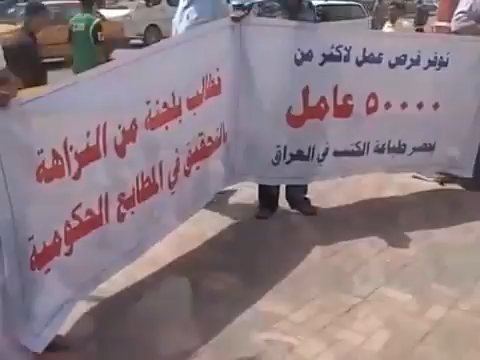 نوفر فرص عمل لاكثر من
٥٠٠٠٠ عامل
بحصر طباعة الكتب في العراق
نطالب بلجنة من النزاهة
بالتحقيق في المطابع الحكومية